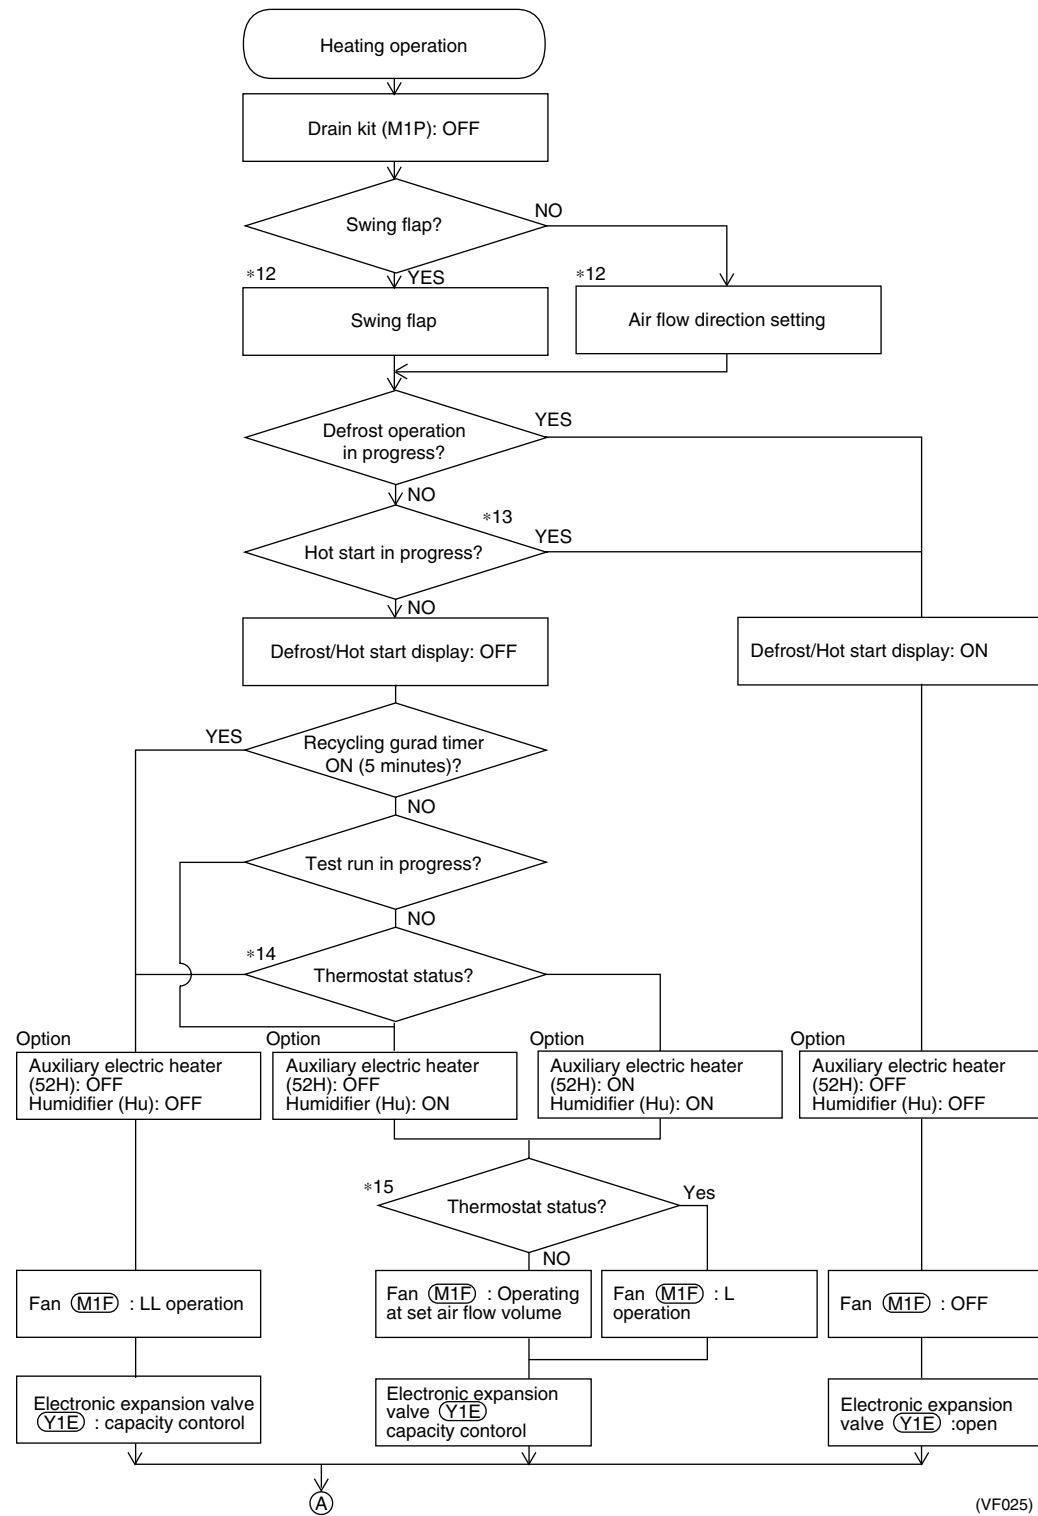 Heating operation
Drain kit (M1P): OFF
Swing flap?
NO
YES
*12
Swing flap
*12
Air flow direction setting
Defrost operation
in progress?
YES
NO
*13
Hot start in progress?
YES
NO
Defrost/Hot start display: OFF
Defrost/Hot start display: ON
YES
Recycling gurad timer
ON (5 minutes)?
NO
Test run in progress?
NO
*14
Thermostat status?
Option
Auxiliary electric heater
(52H): OFF
Humidifier (Hu): OFF
Option
Auxiliary electric heater
(52H): OFF
Humidifier (Hu): ON
Option
Auxiliary electric heater
(52H): ON
Humidifier (Hu): ON
Option
Auxiliary electric heater
(52H): OFF
Humidifier (Hu): OFF
*15
Thermostat status?
Yes
NO
Fan M1F : LL operation
Fan M1F : Operating
at set air flow volume
Fan M1F : L
operation
Fan M1F : OFF
Electronic expansion valve
Y1E : capacity contorol
Electronic expansion
valve Y1E
capacity contorol
Electronic expansion
valve Y1E :open
A
(VF025)